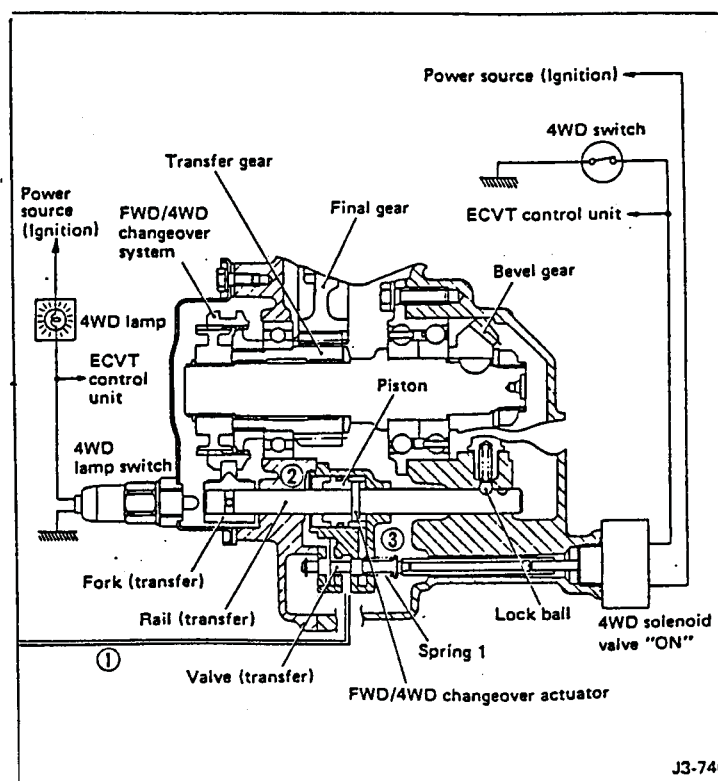 Power source (Ignition)
4WD switch
Transfer gear
Power
source
(Ignition)
FWD/4WD
changeover
system
Final gear
ECVT control unit
Bevel gear
4WD lamp
ECVT
control
unit
Piston
4WD
lamp switch
②
③
Fork (transfer)
Rail (transfer)
Lock ball
4WD solenoid
valve "ON"
Spring 1
①
Valve (transfer)
FWD/4WD changeover actuator